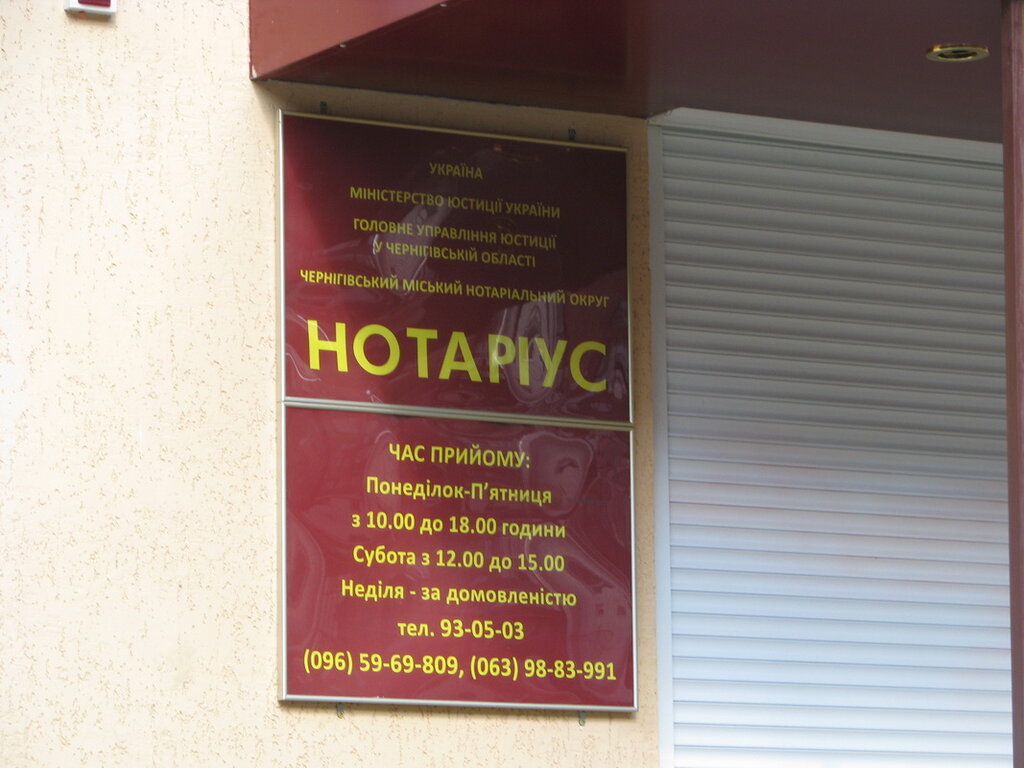 УКРАЇНА
МІНІСТЕРСТВО ЮСТИЦІЇ УКРАЇНИ
ГОЛОВНЕ УПРАВЛІННЯ ЮСТИЦІЇ
У ЧЕРНІГІВСЬКІЙ ОБЛАСТІ
ЧЕРНІГІВСЬКИЙ МІСЬКИЙ НОТАРІАЛЬНИЙ ОКРУГ
НОТАРІУС
ЧАС ПРИЙОМУ:
Понеділок-П'ятниця
з 10.00 до 18.00 години
Субота з 12.00 до 15.00
Неділя - за домовленістю
тел. 93-05-03
(096) 59-69-809, (063) 98-83-991